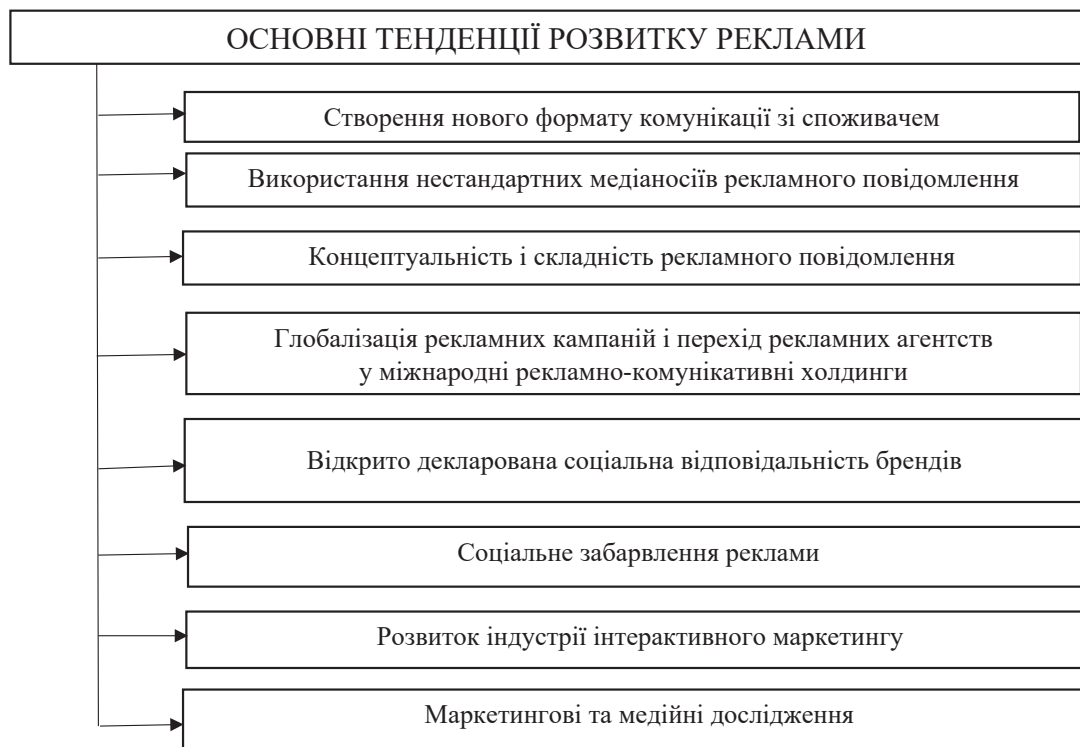 ОСНОВНІ ТЕНДЕНЦІЇ РОЗВИТКУ РЕКЛАМИ
Створення нового формату комунікації зі споживачем
Використання нестандартних медіаносіїв рекламного повідомлення
Концептуальність і складність рекламного повідомлення
Глобалізація рекламних кампаній і перехід рекламних агентств
у міжнародні рекламно-комунікативні холдинги
Відкрито декларована соціальна відповідальність брендів
Соціальне забарвлення реклами
Розвиток індустрії інтерактивного маркетингу
Маркетингові та медійні дослідження